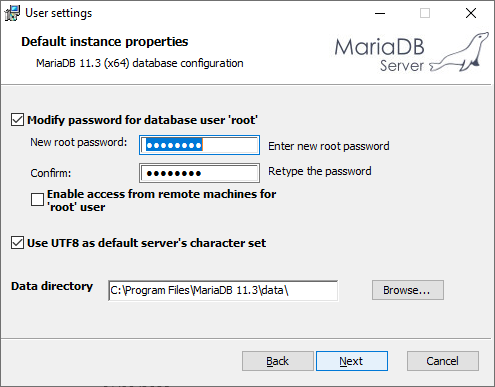 User settings
Default instance properties
MariaDB 11.3 (x64) database configuration
MariaDB
Server
Modify password for database user 'root'
New root password: ●●●●●●●● Enter new root password
Confirm: ●●●●●●●● Retype the password
Enable access from remote machines for
'root' user
Use UTF8 as default server's character set
Data directory C:\Program Files\MariaDB 11.3\data\ Browse...
Back Next Cancel